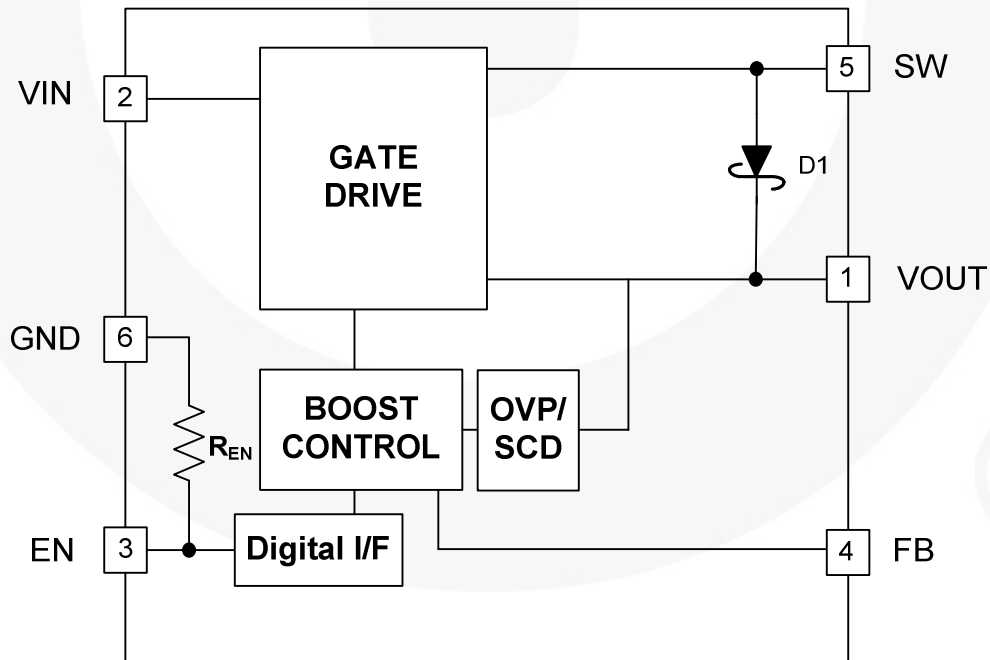 5
SW
VIN
2
GATE
DRIVE
D1
1
VOUT
GND
6
BOOST
CONTROL
OVP/
SCD
REN
EN
3
Digital I/F
4
FB